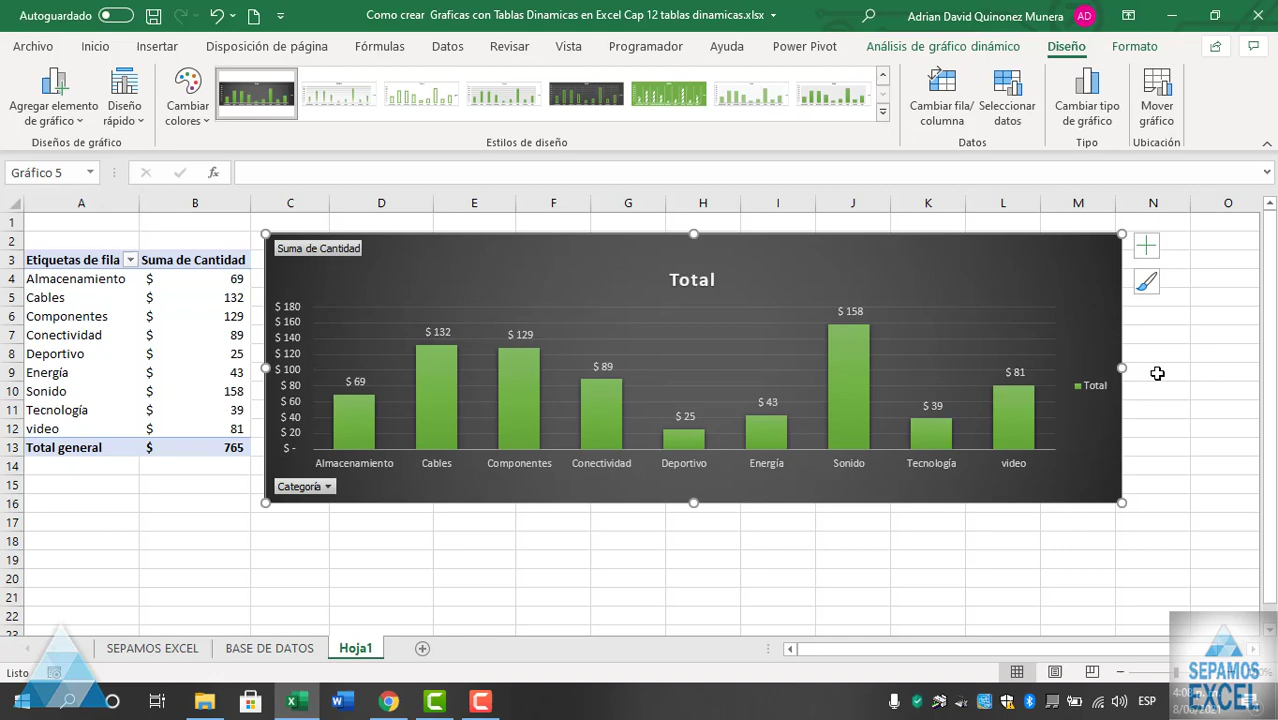 Autoguardado
Como crear Graficas con Tablas Dinamicas en Excel Cap 12 tablas dinamicas.xlsx
Adrian David Quinonez Munera AD
Archivo Inicio Insertar Disposición de página Fórmulas Datos Revisar Vista Programador Ayuda Power Pivot Análisis de gráfico dinámico Diseño Formato
Agregar elemento de gráfico
Diseño rápido
Cambiar colores
Cambiar fila/ columna
Seleccionar datos
Cambiar tipo de gráfico
Mover gráfico
Diseños de gráfico Estilos de diseño Datos Tipo Ubicación
Gráfico 5 fx
A B C D E F G H I J K L M N O
1
2
3 Etiquetas de fila Suma de Cantidad
4 Almacenamiento $ 69
5 Cables $ 132
6 Componentes $ 129
7 Conectividad $ 89
8 Deportivo $ 25
9 Energía $ 43
10 Sonido $ 158
11 Tecnología $ 39
12 video $ 81
13 Total general $ 765
14
15
16
17
18
19
20
21
22
23
Suma de Cantidad
Total
$ 180
$ 160
$ 140
$ 120
$ 100
$ 80
$ 60
$ 40
$ 20
$ -
$ 69 $ 132 $ 129 $ 89 $ 25 $ 43 $ 158 $ 39 $ 81
Total
Almacenamiento Cables Componentes Conectividad Deportivo Energía Sonido Tecnología video
Categoría
SEPAMOS EXCEL BASE DE DATOS Hoja1
Listo
SEPAMOS
EXCEL
ESP
8/06/2021